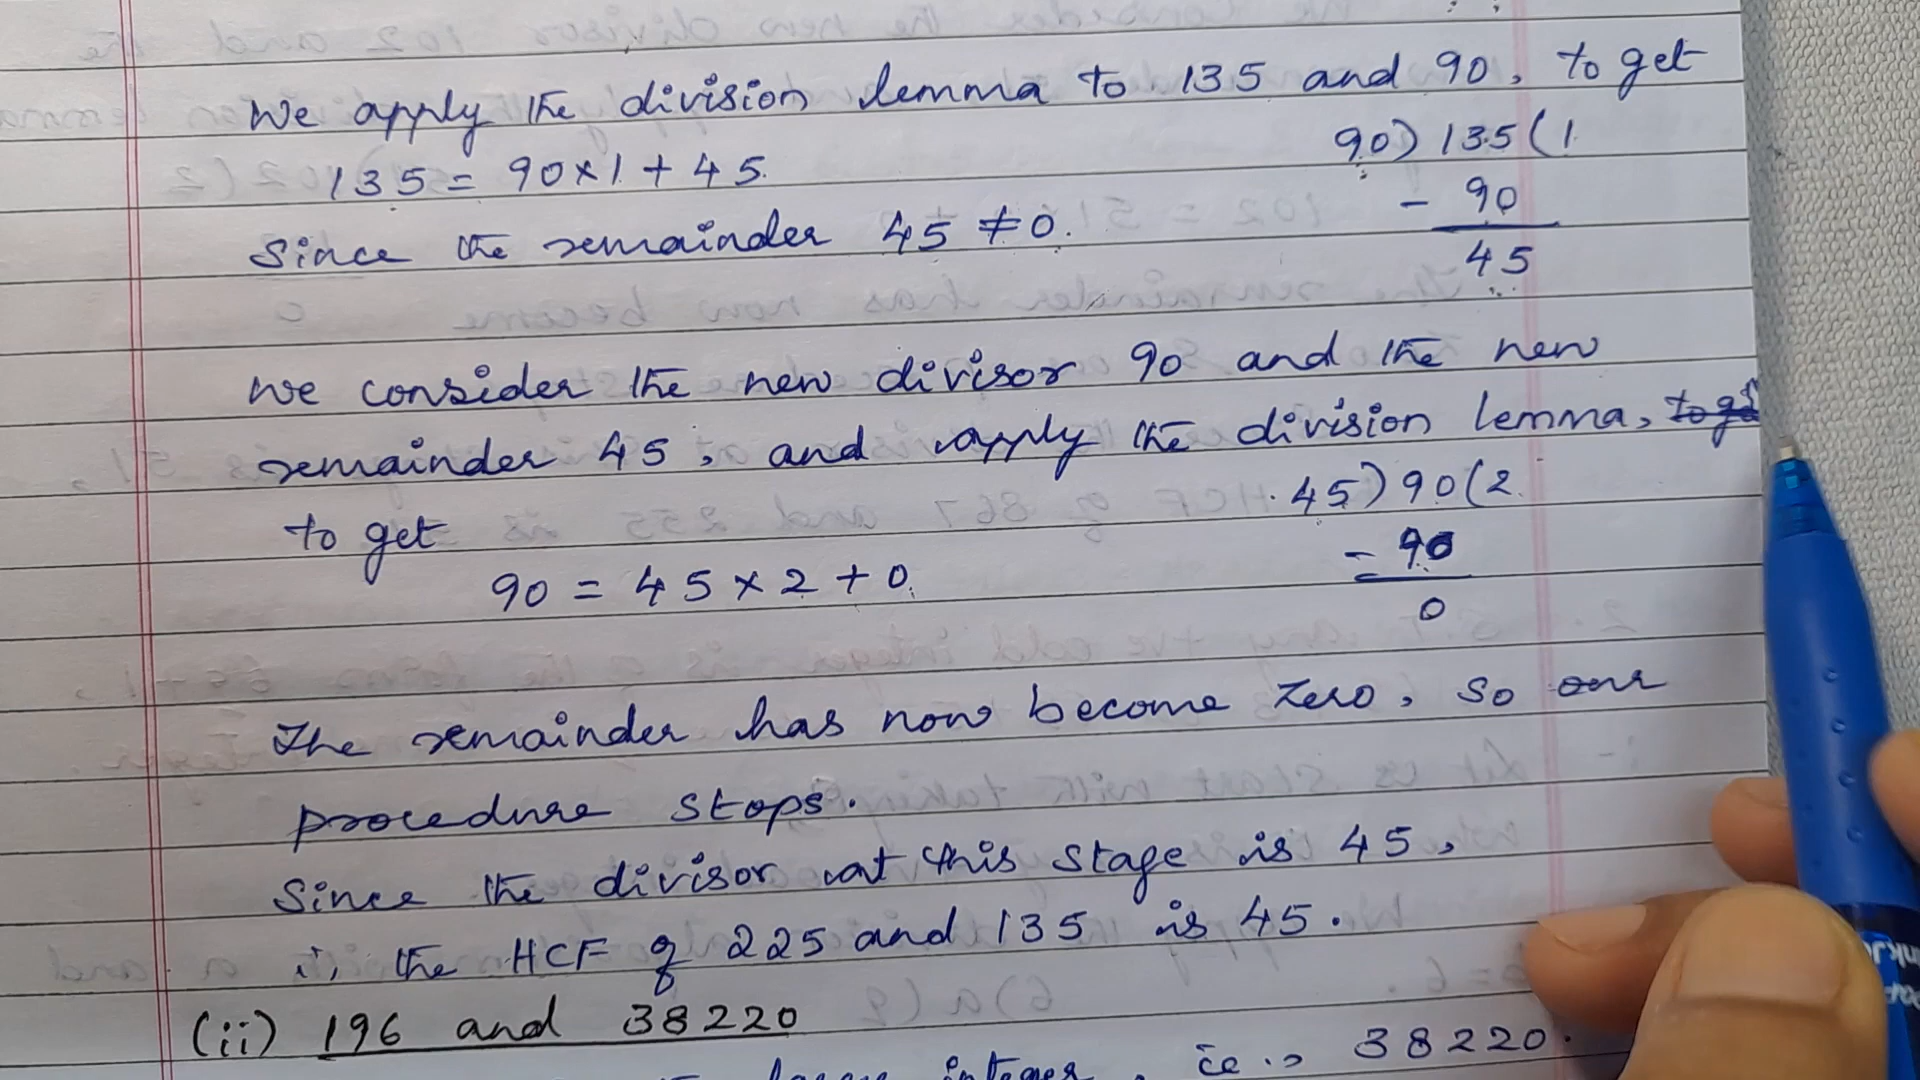 We apply the division lemma to 135 and 90, to get
135 = 90 × 1 + 45.
90) 135 (1
- 90
45
Since the remainder 45 ≠ 0.
We consider the new divisor 90 and the new
remainder 45, and apply the division lemma,
to get
45) 90 (2
- 90
0
90 = 45 × 2 + 0.
The remainder has now become zero, so our
procedure stops.
Since the divisor at this stage is 45,
the HCF of 225 and 135 is 45.
(ii) 196 and 38220
integer, ie., 38220.